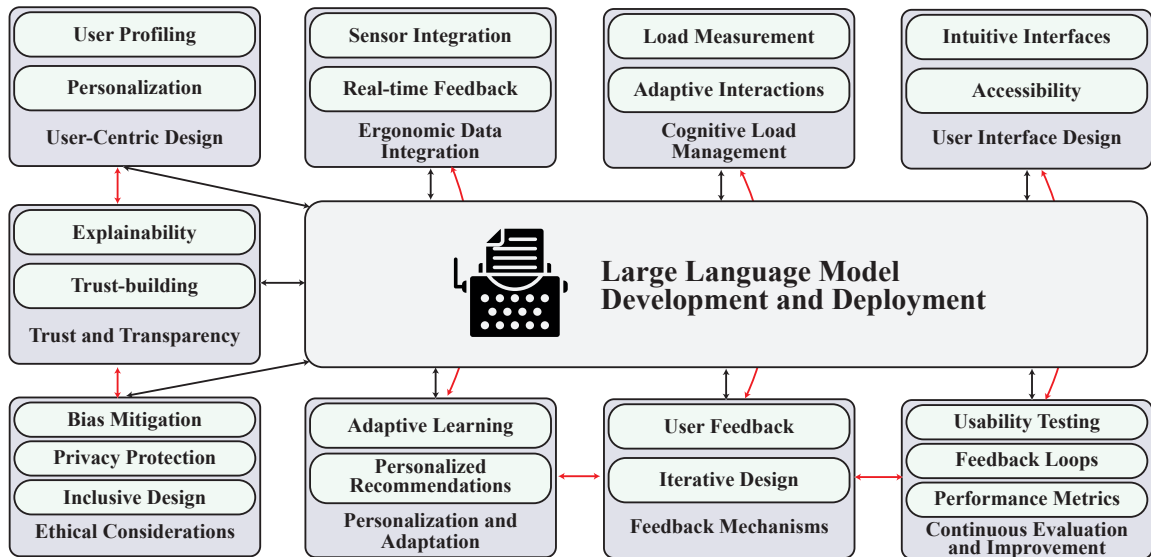 User Profiling
Personalization
User-Centric Design
Sensor Integration
Real-time Feedback
Ergonomic Data
Integration
Load Measurement
Adaptive Interactions
Cognitive Load
Management
Intuitive Interfaces
Accessibility
User Interface Design
Explainability
Trust-building
Trust and Transparency
Large Language Model
Development and Deployment
Bias Mitigation
Privacy Protection
Inclusive Design
Ethical Considerations
Adaptive Learning
Personalized
Recommendations
Personalization and
Adaptation
User Feedback
Iterative Design
Feedback Mechanisms
Usability Testing
Feedback Loops
Performance Metrics
Continuous Evaluation
and Improvement